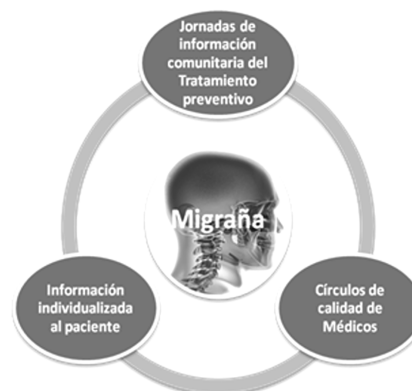 Jornadas de
información
comunitaria del
Tratamiento
preventivo
Migraña
Información
individualizada
al paciente
Círculos de
calidad de
Médicos